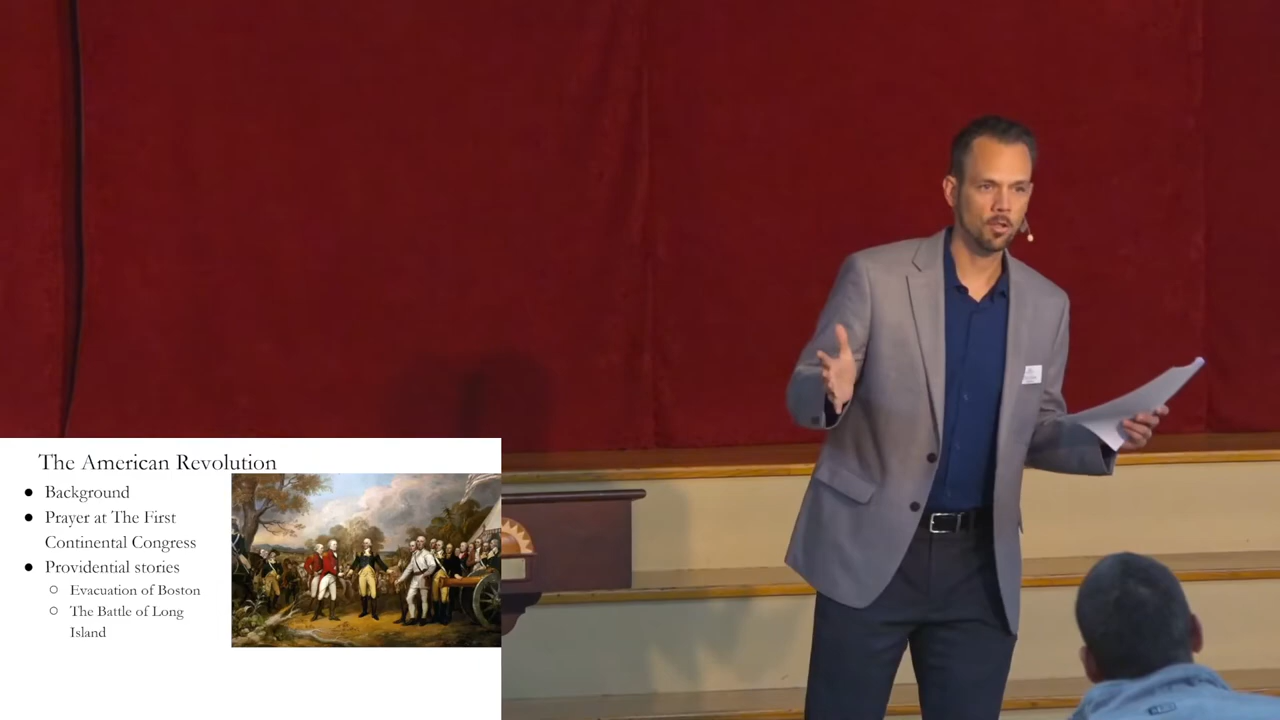 The American Revolution
● Background
● Prayer at The First
Continental Congress
● Providential stories
○ Evacuation of Boston
○ The Battle of Long
Island